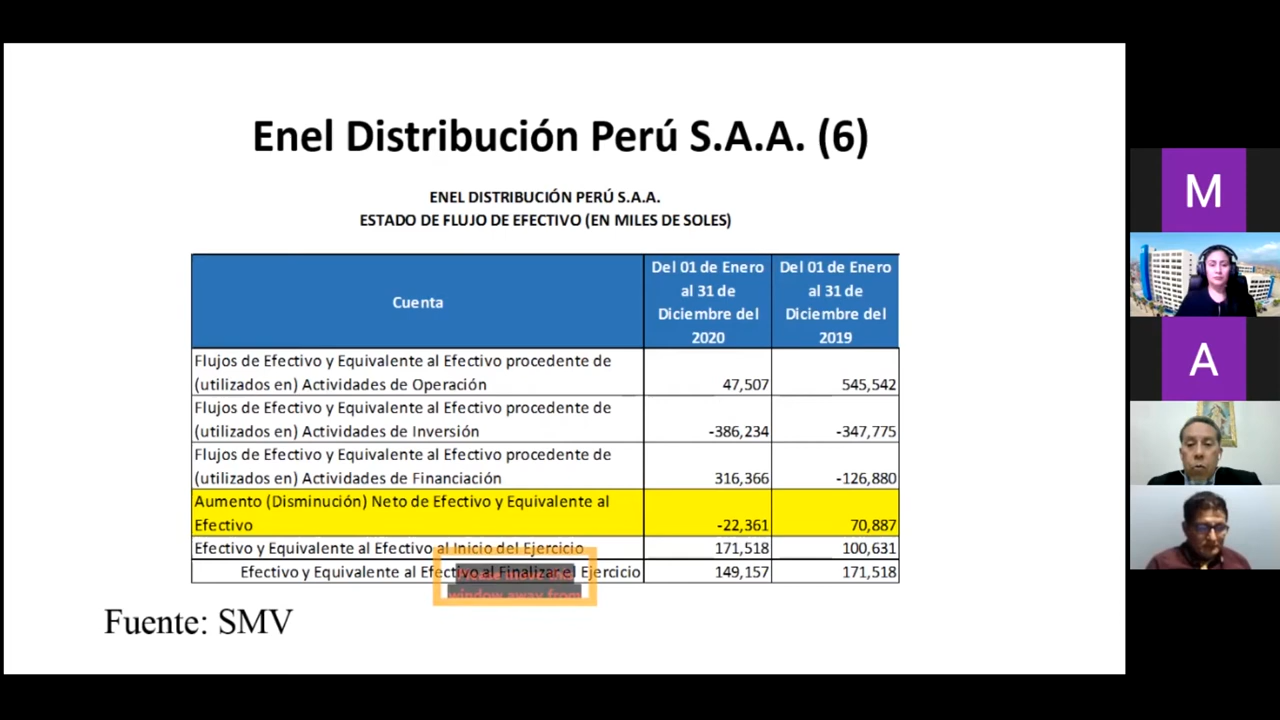 Enel Distribución Perú S.A.A. (6)
ENEL DISTRIBUCIÓN PERÚ S.A.A.
ESTADO DE FLUJO DE EFECTIVO (EN MILES DE SOLES)
Cuenta
Del 01 de Enero
al 31 de
Diciembre del
2020
Del 01 de Enero
al 31 de
Diciembre del
2019
Flujos de Efectivo y Equivalente al Efectivo procedente de
(utilizados en) Actividades de Operación 47,507 545,542
Flujos de Efectivo y Equivalente al Efectivo procedente de
(utilizados en) Actividades de Inversión -386,234 -347,775
Flujos de Efectivo y Equivalente al Efectivo procedente de
(utilizados en) Actividades de Financiación 316,366 -126,880
Aumento (Disminución) Neto de Efectivo y Equivalente al
Efectivo -22,361 70,887
Efectivo y Equivalente al Efectivo al Inicio del Ejercicio 171,518 100,631
Efectivo y Equivalente al Efectivo al Finalizar el Ejercicio 149,157 171,518
window away from
Fuente: SMV
M
A